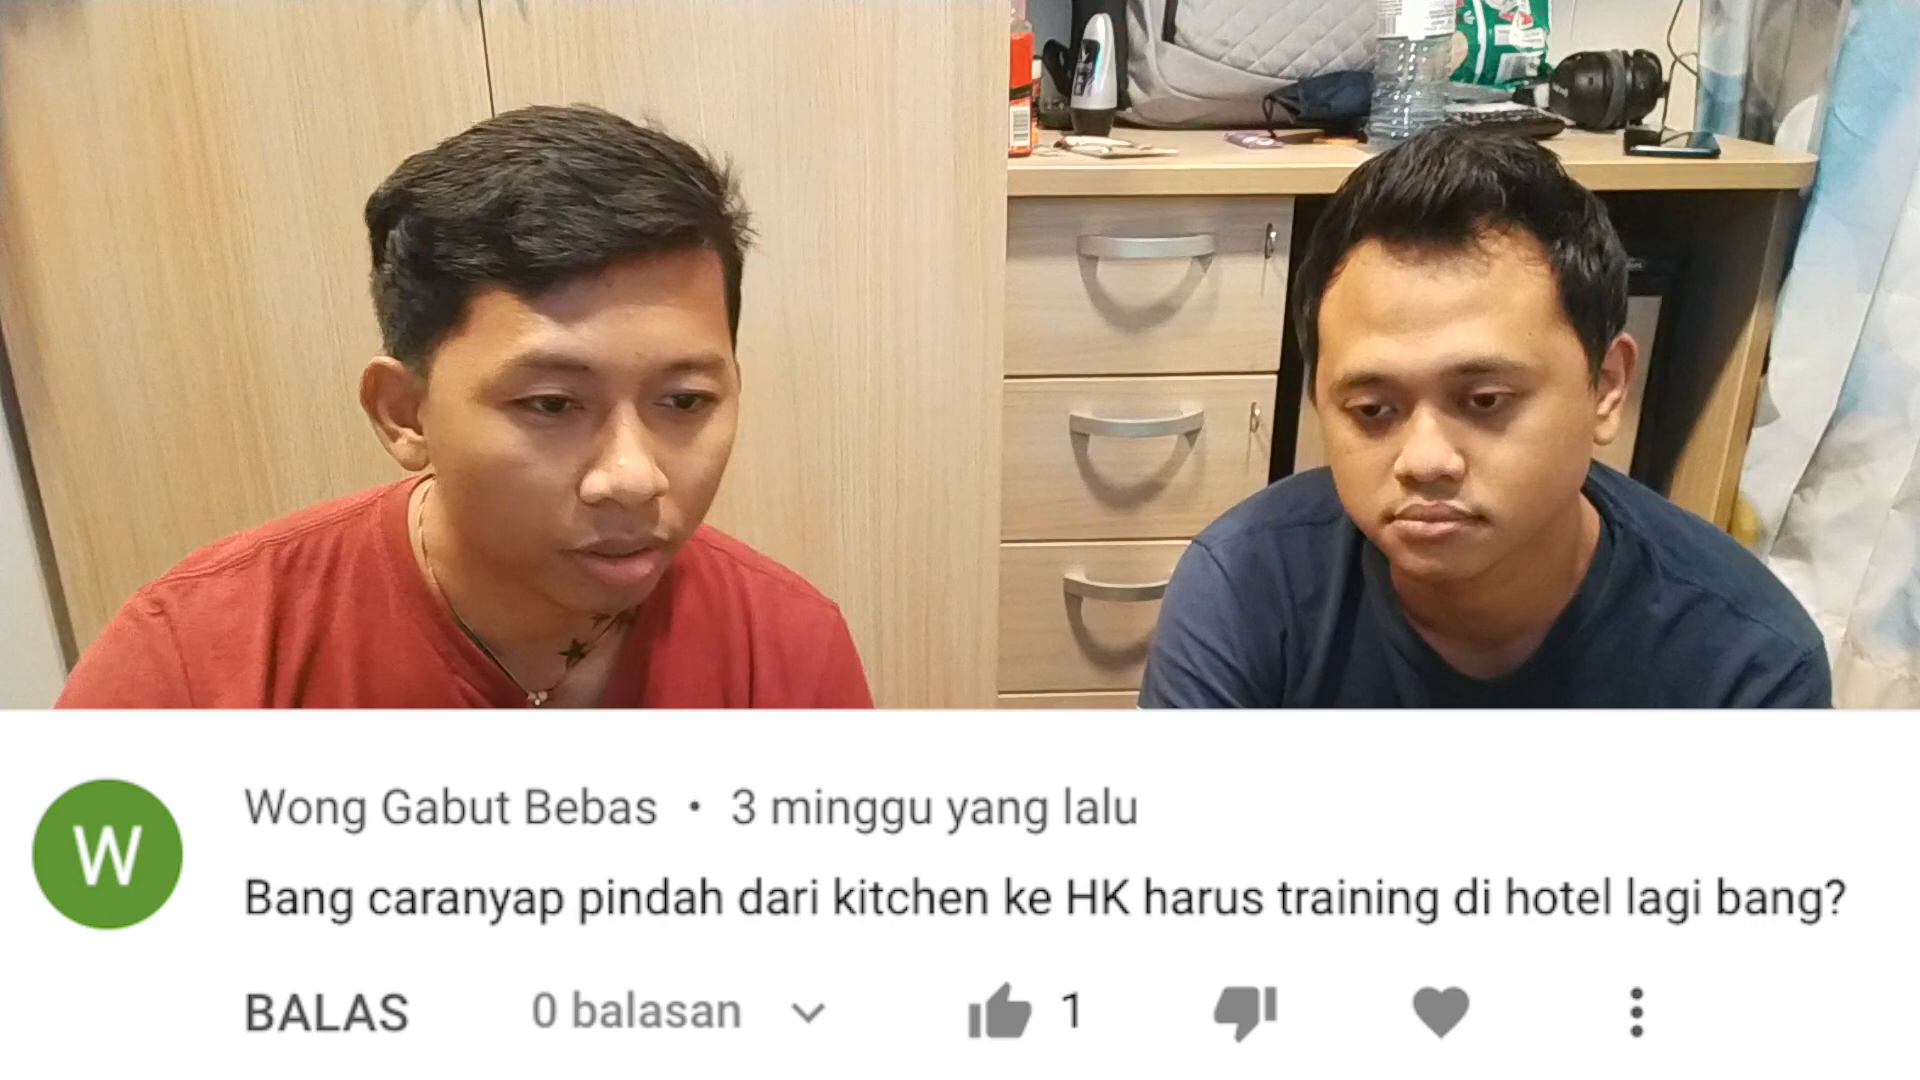 W
Wong Gabut Bebas • 3 minggu yang lalu
Bang caranyap pindah dari kitchen ke HK harus training di hotel lagi bang?
BALAS 0 balasan 1